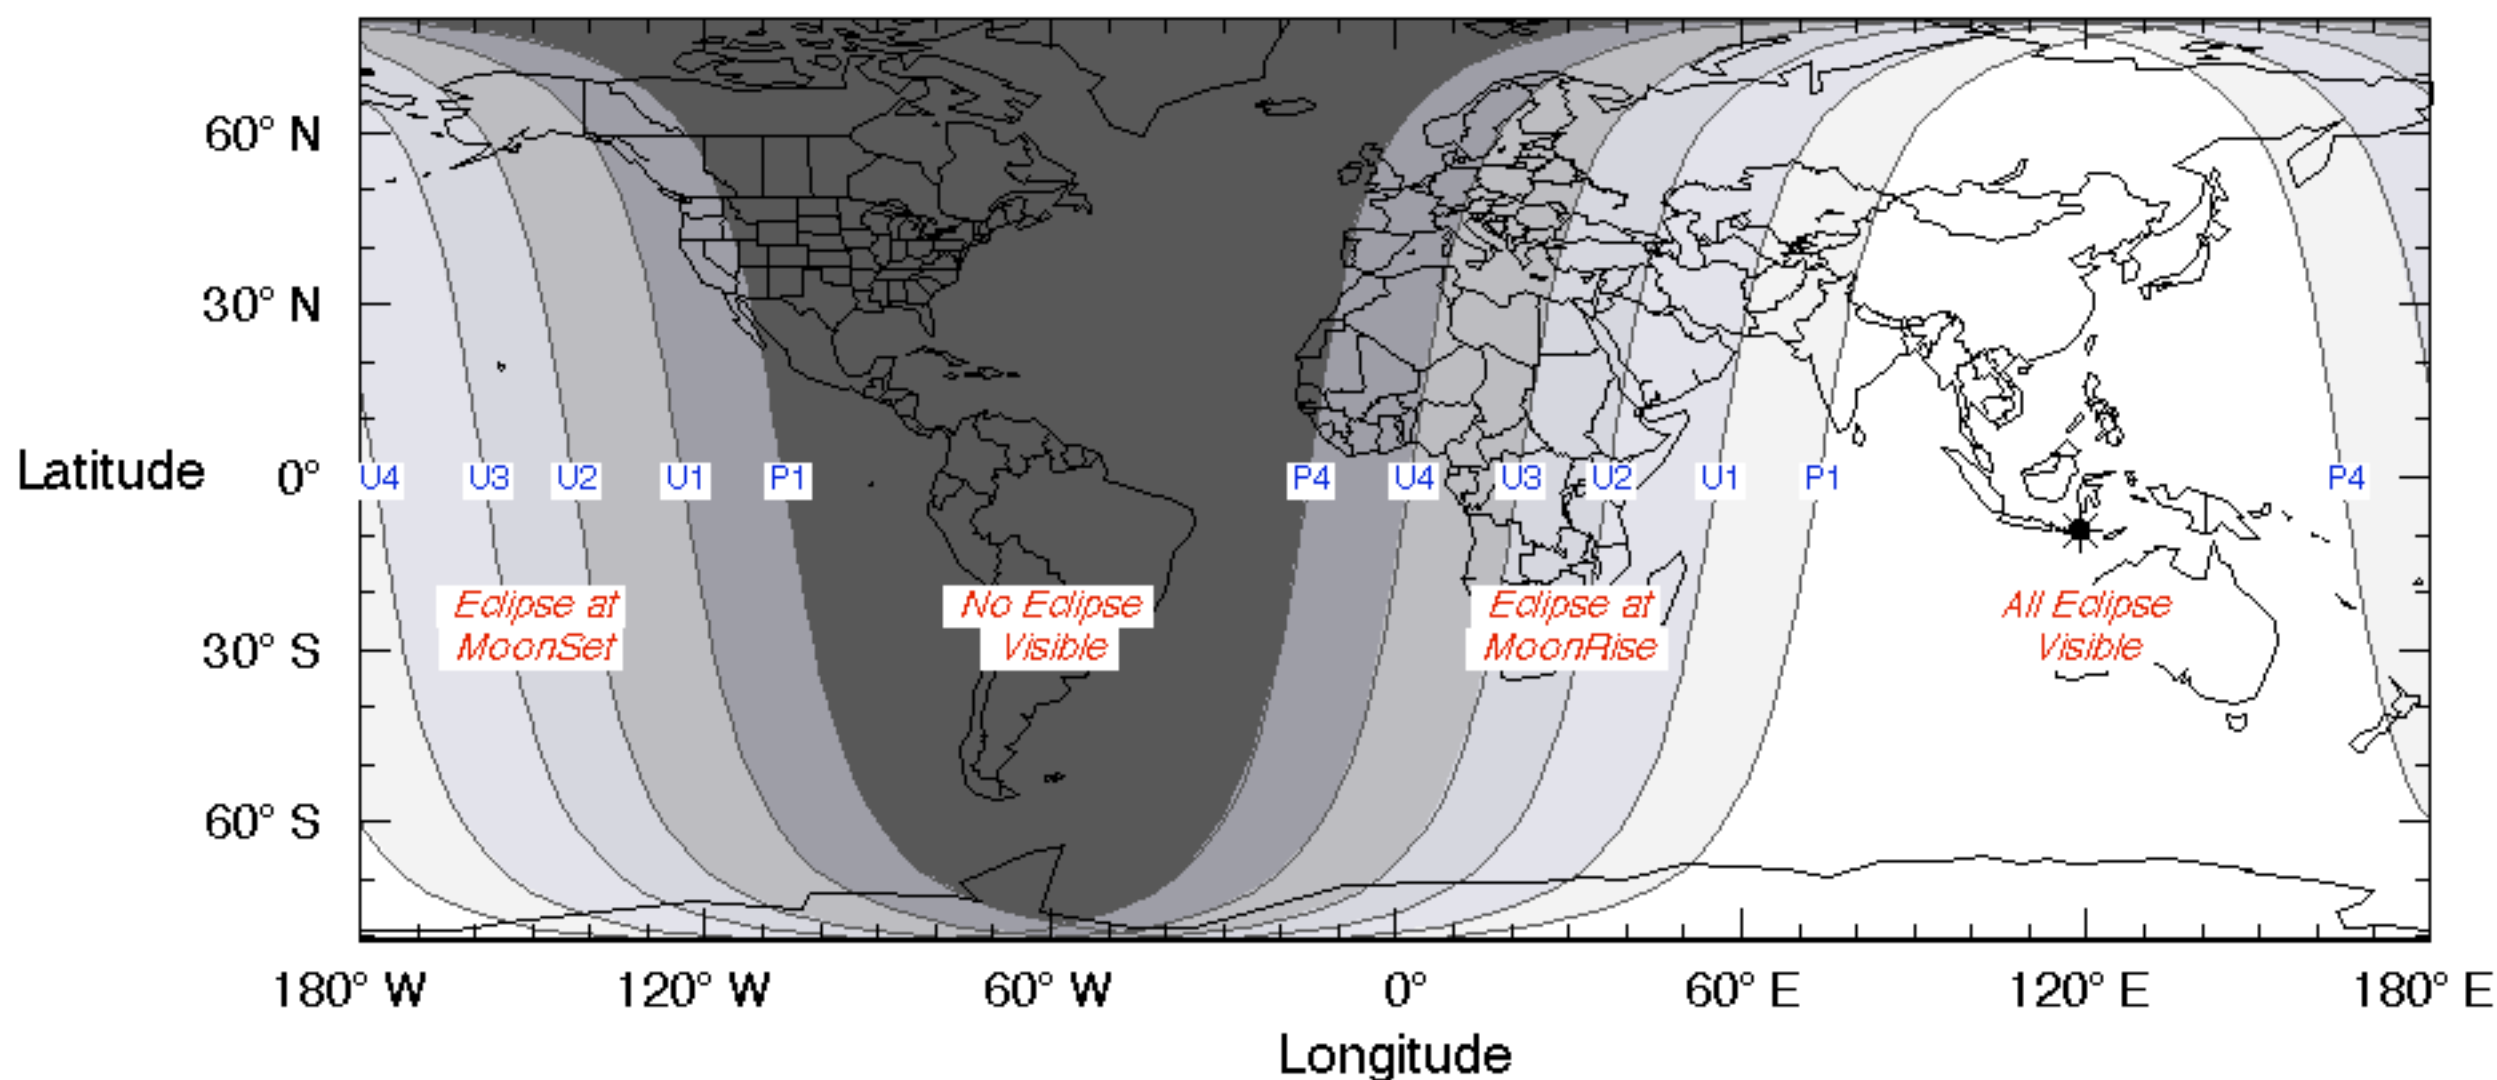 60° N
30° N
Latitude
0°
U4 U3 U2 U1 P1 P4 U4 U3 U2 U1 P1 P4
Eclipse at
MoonSet
No Eclipse
Visible
Eclipse at
MoonRise
All Eclipse
Visible
30° S
60° S
180° W 120° W 60° W 0° 60° E 120° E 180° E
Longitude